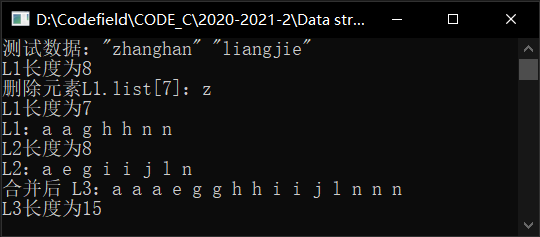 D:\Codefield\CODE_C\2020-2021-2\Data str...
测试数据："zhanghan" "liangjie"
L1长度为8
删除元素L1.list[7]：z
L1长度为7
L1：a a g h h n n
L2长度为8
L2：a e g i i j l n
合并后 L3：a a a e g g h h i i j l n n n
L3长度为15